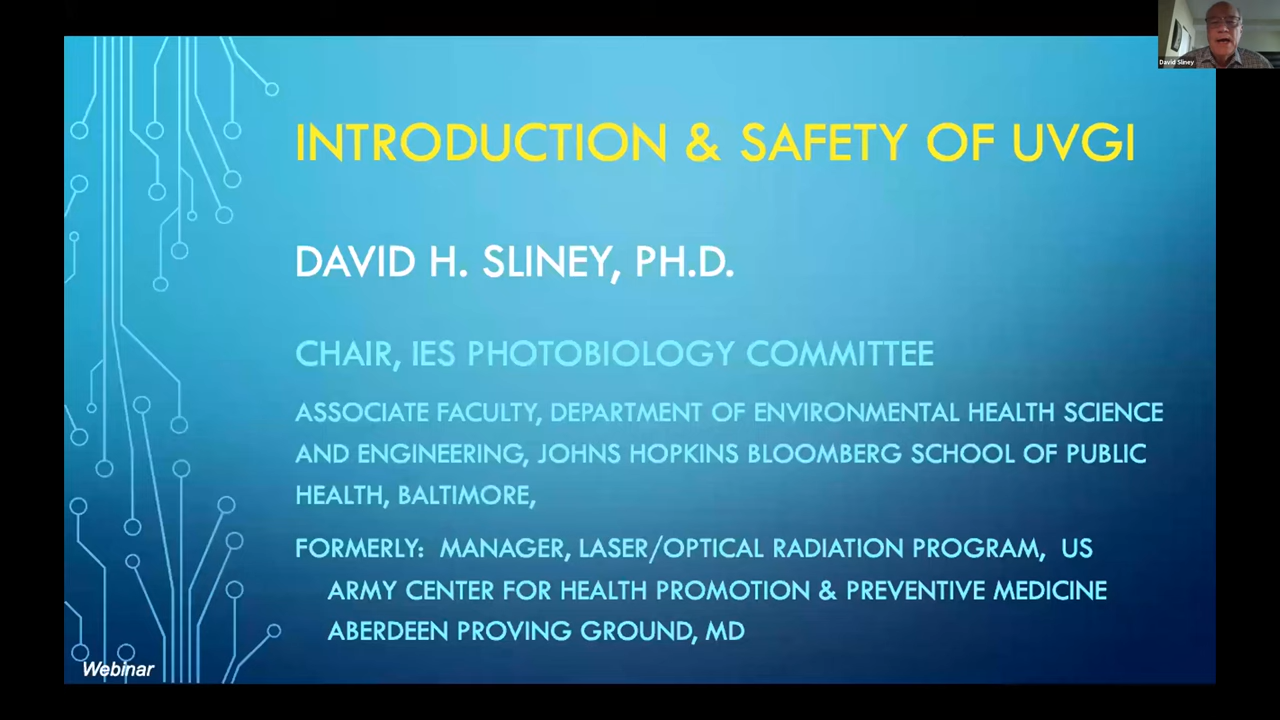 David Sliney
INTRODUCTION & SAFETY OF UVGI
DAVID H. SLINEY, PH.D.
CHAIR, IES PHOTOBIOLOGY COMMITTEE
ASSOCIATE FACULTY, DEPARTMENT OF ENVIRONMENTAL HEALTH SCIENCE
AND ENGINEERING, JOHNS HOPKINS BLOOMBERG SCHOOL OF PUBLIC
HEALTH, BALTIMORE,
FORMERLY: MANAGER, LASER/OPTICAL RADIATION PROGRAM, US
ARMY CENTER FOR HEALTH PROMOTION & PREVENTIVE MEDICINE
ABERDEEN PROVING GROUND, MD
Webinar